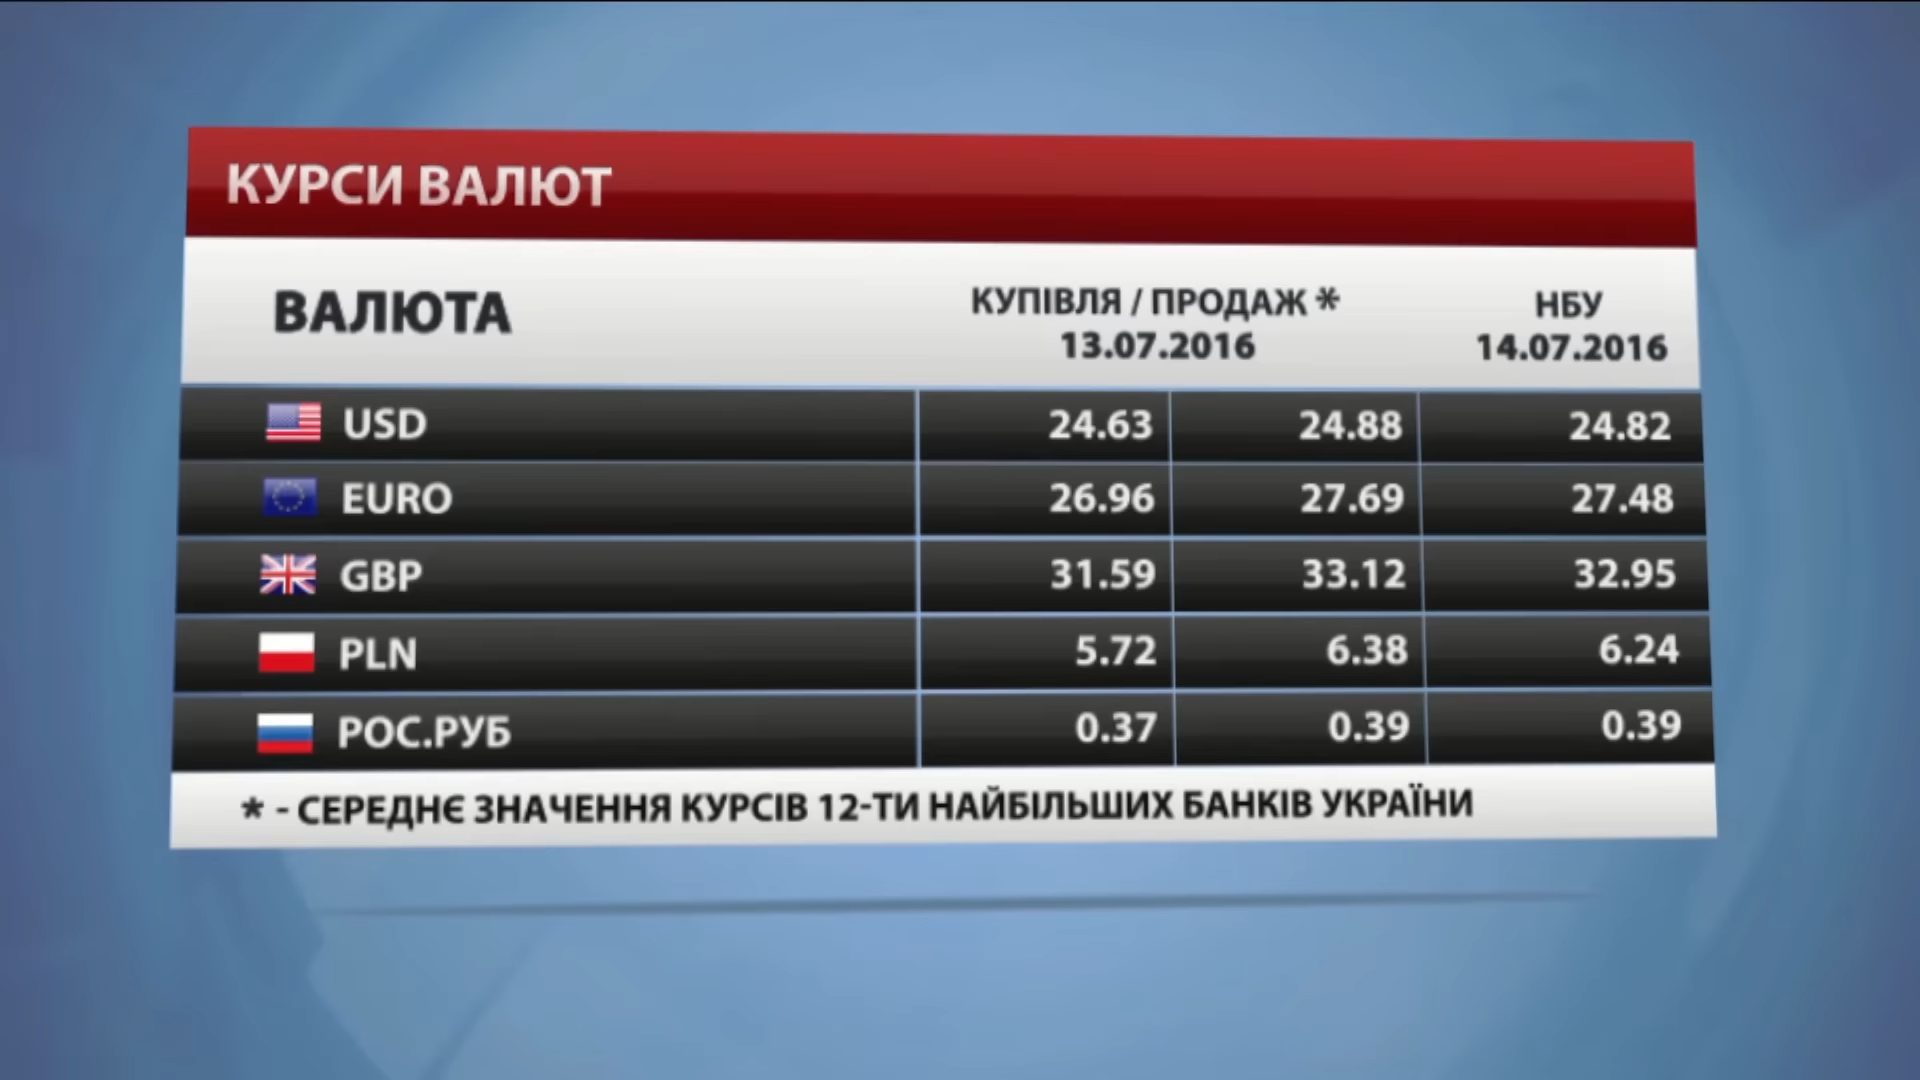 КУРСИ ВАЛЮТ
ВАЛЮТА
КУПІВЛЯ / ПРОДАЖ *
13.07.2016
НБУ
14.07.2016
USD 24.63 24.88 24.82
EURO 26.96 27.69 27.48
GBP 31.59 33.12 32.95
PLN 5.72 6.38 6.24
РОС.РУБ 0.37 0.39 0.39
* - СЕРЕДНЄ ЗНАЧЕННЯ КУРСІВ 12-ТИ НАЙБІЛЬШИХ БАНКІВ УКРАЇНИ